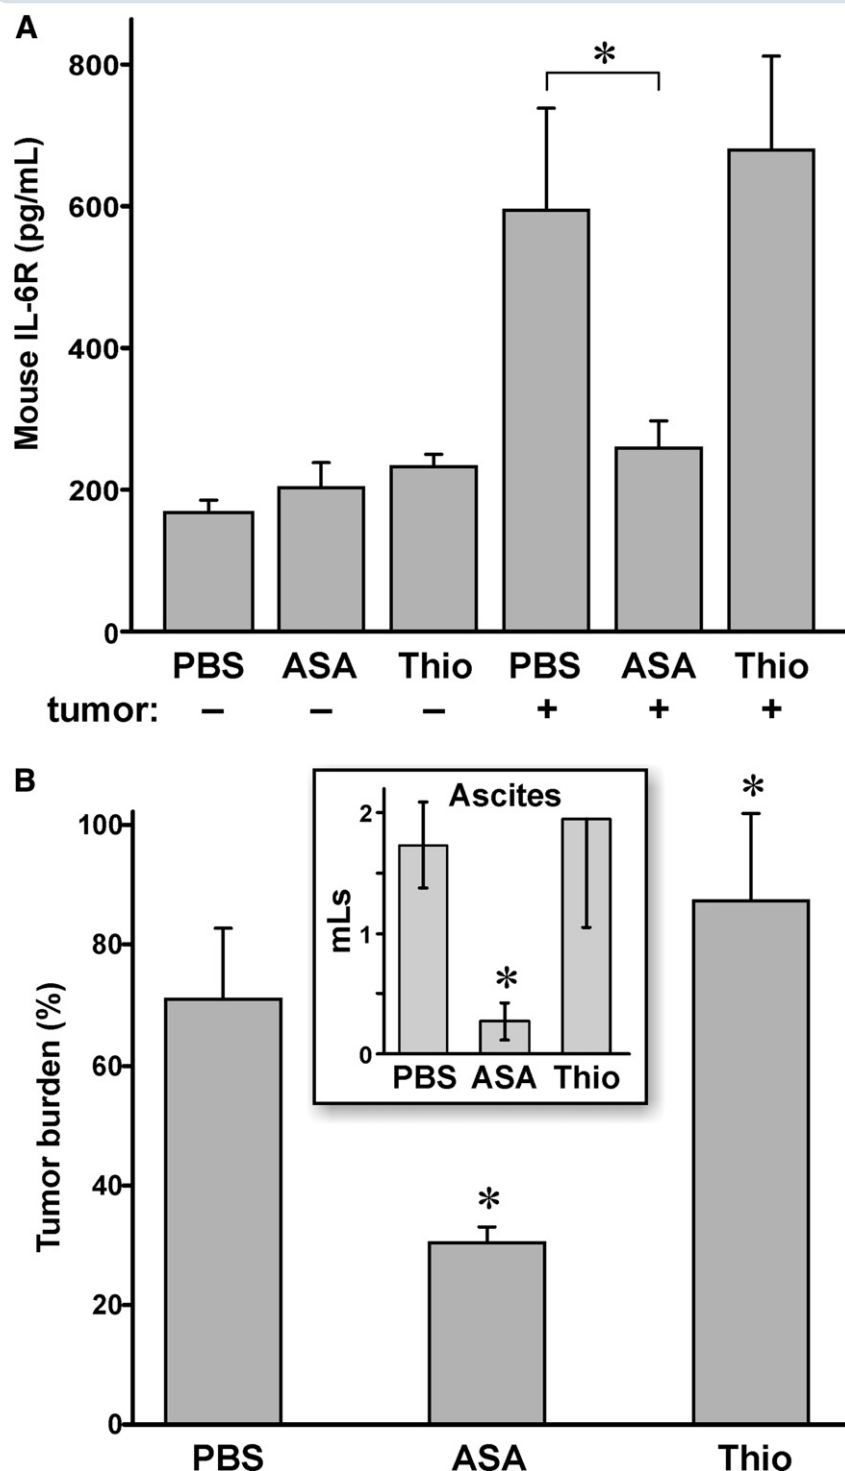 A
Mouse IL-6R (pg/mL)
800
600
400
200
0
*
PBS ASA Thio PBS ASA Thio
tumor: – – – + + +
B
Tumor burden (%)
100
80
60
40
20
0
Ascites
mLs
2
1
0
*
PBS ASA Thio
*
*
PBS ASA Thio